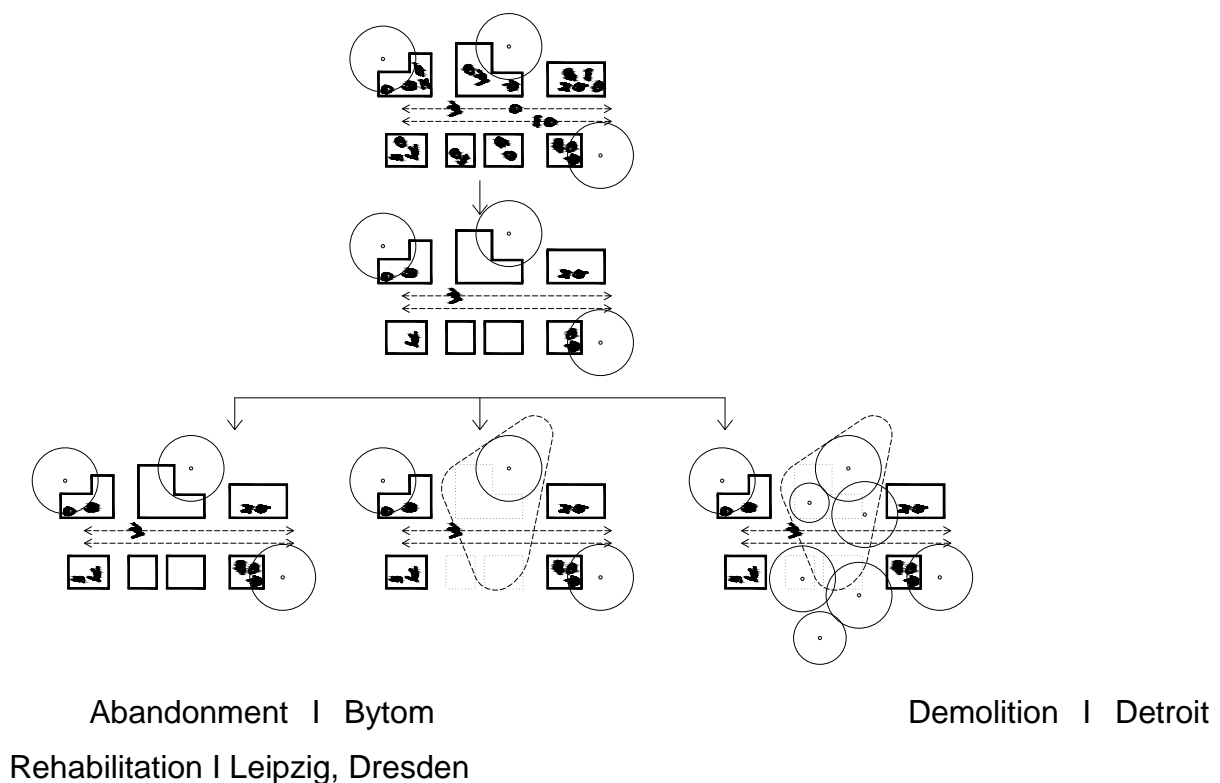 Abandonment I Bytom Demolition I Detroit
Rehabilitation I Leipzig, Dresden